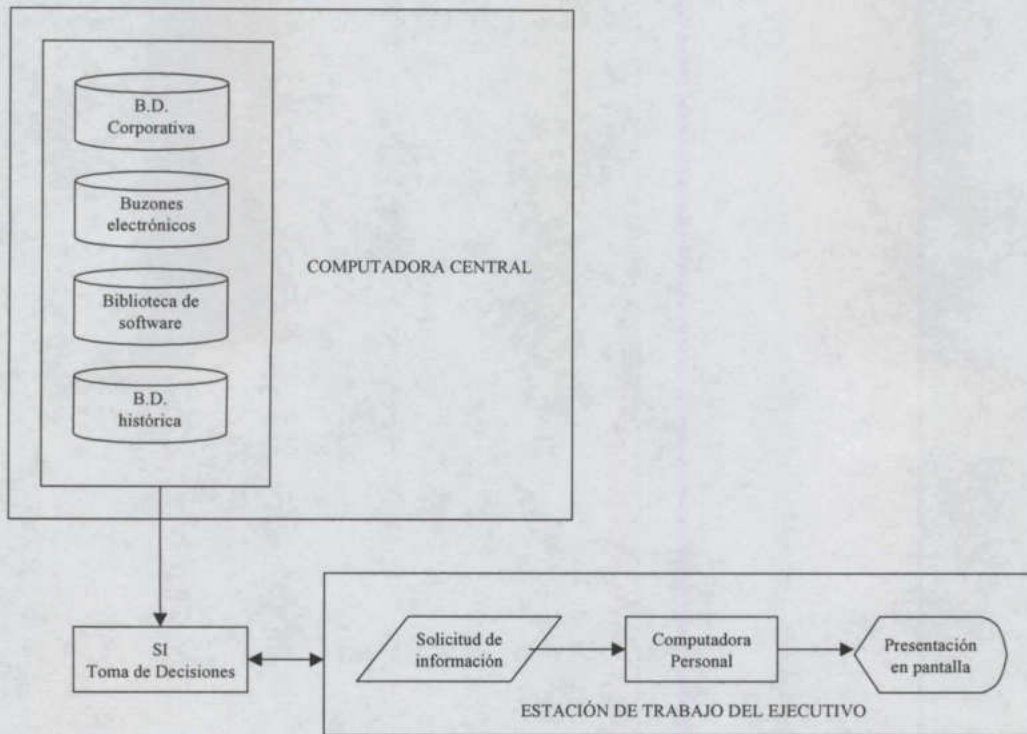 B.D.
Corporativa
Buzones
electrónicos
Biblioteca de
software
B.D.
histórica
COMPUTADORA CENTRAL
SI
Toma de Decisiones
Solicitud de
información
Computadora
Personal
Presentación
en pantalla
ESTACIÓN DE TRABAJO DEL EJECUTIVO